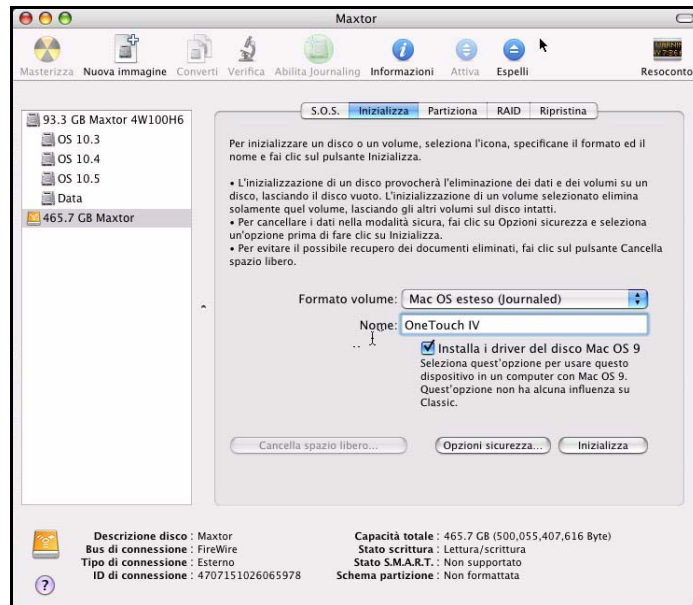 Maxtor
Masterizza Nuova immagine Converti Verifica Abilita Journaling Informazioni Attiva Espelli Resoconto
93.3 GB Maxtor 4W100H6
OS 10.3
OS 10.4
OS 10.5
Data
465.7 GB Maxtor
S.O.S. Inizializza Partiziona RAID Ripristina
Per inizializzare un disco o un volume, seleziona l'icona, specificane il formato ed il
nome e fai clic sul pulsante Inizializza.
• L'inizializzazione di un disco provocherà l'eliminazione dei dati e dei volumi su un
disco, lasciando il disco vuoto. L'inizializzazione di un volume selezionato elimina
solamente quel volume, lasciando gli altri volumi sul disco intatti.
• Per cancellare i dati nella modalità sicura, fai clic su Opzioni sicurezza e seleziona
un'opzione prima di fare clic su Inizializza.
• Per evitare il possibile recupero dei documenti eliminati, fai clic sul pulsante Cancella
spazio libero.
Formato volume: Mac OS esteso (Journaled)
Nome: OneTouch IV
Installa i driver del disco Mac OS 9
Seleziona quest'opzione per usare questo
dispositivo in un computer con Mac OS 9.
Quest'opzione non ha alcuna influenza su
Classic.
Cancella spazio libero... Opzioni sicurezza... Inizializza
Descrizione disco : Maxtor
Bus di connessione : FireWire
Tipo di connessione : Esterno
ID di connessione : 4707151026065978
Capacità totale : 465.7 GB (500,055,407,616 Byte)
Stato scrittura : Lettura/scrittura
Stato S.M.A.R.T. : Non supportato
Schema partizione : Non formattata
?